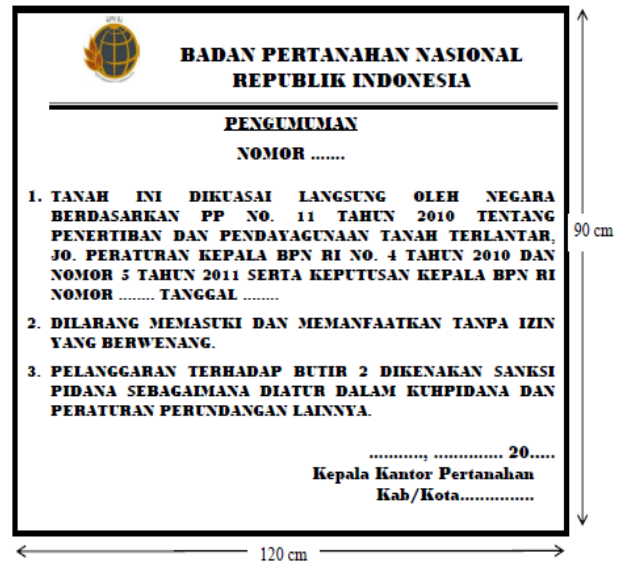 BADAN PERTANAHAN NASIONAL
REPUBLIK INDONESIA
PENGUMUMAN
NOMOR .......
1. TANAH INI DIKUASAI LANGSUNG OLEH NEGARA
BERDASARKAN PP NO. 11 TAHUN 2010 TENTANG
PENERTIBAN DAN PENDAYAGUNAAN TANAH TERLANTAR,
JO. PERATURAN KEPALA BPN RI NO. 4 TAHUN 2010 DAN
NOMOR 5 TAHUN 2011 SERTA KEPUTUSAN KEPALA BPN RI
NOMOR ........ TANGGAL ........
2. DILARANG MEMASUKI DAN MEMANFAATKAN TANPA IZIN
YANG BERWENANG.
3. PELANGGARAN TERHADAP BUTIR 2 DIKENAKAN SANKSI
PIDANA SEBAGAIMANA DIATUR DALAM KUHPIDANA DAN
PERATURAN PERUNDANGAN LAINNYA.
..........., .............. 20.....
Kepala Kantor Pertanahan
Kab/Kota...............
90 cm
120 cm